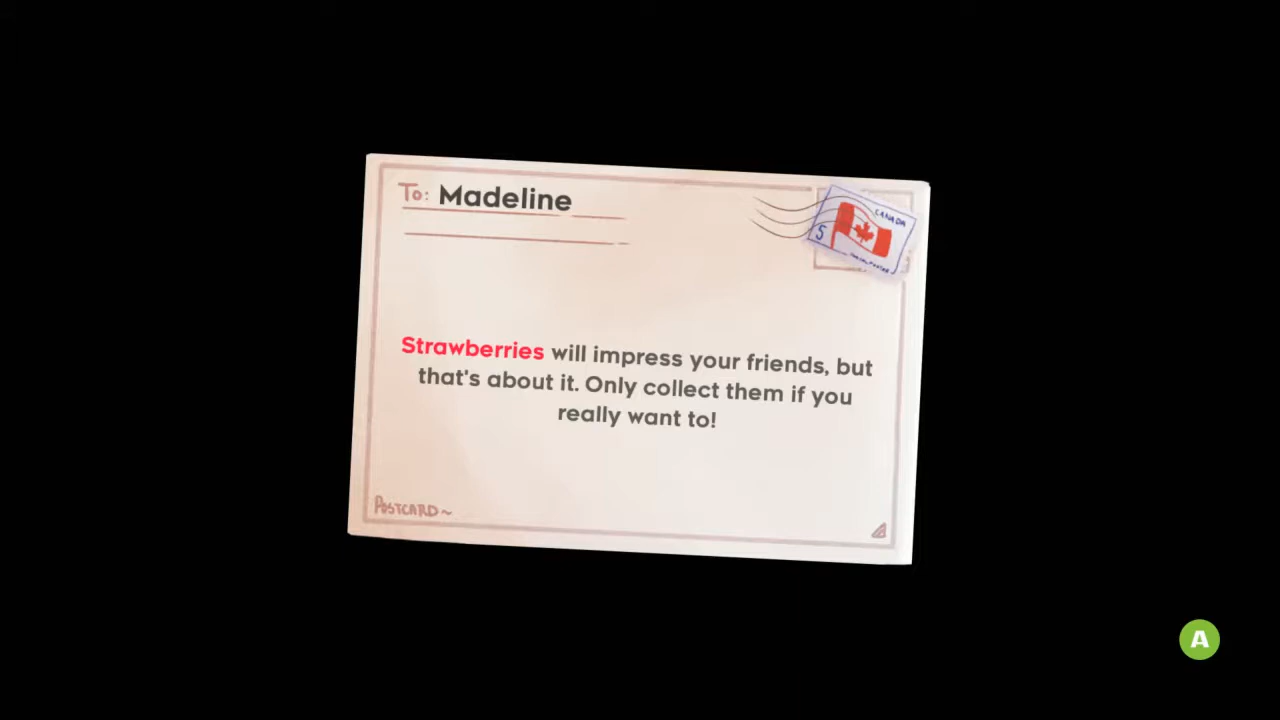 To: Madeline
CANADA
5
Strawberries will impress your friends, but
that's about it. Only collect them if you
really want to!
POSTCARD~
A